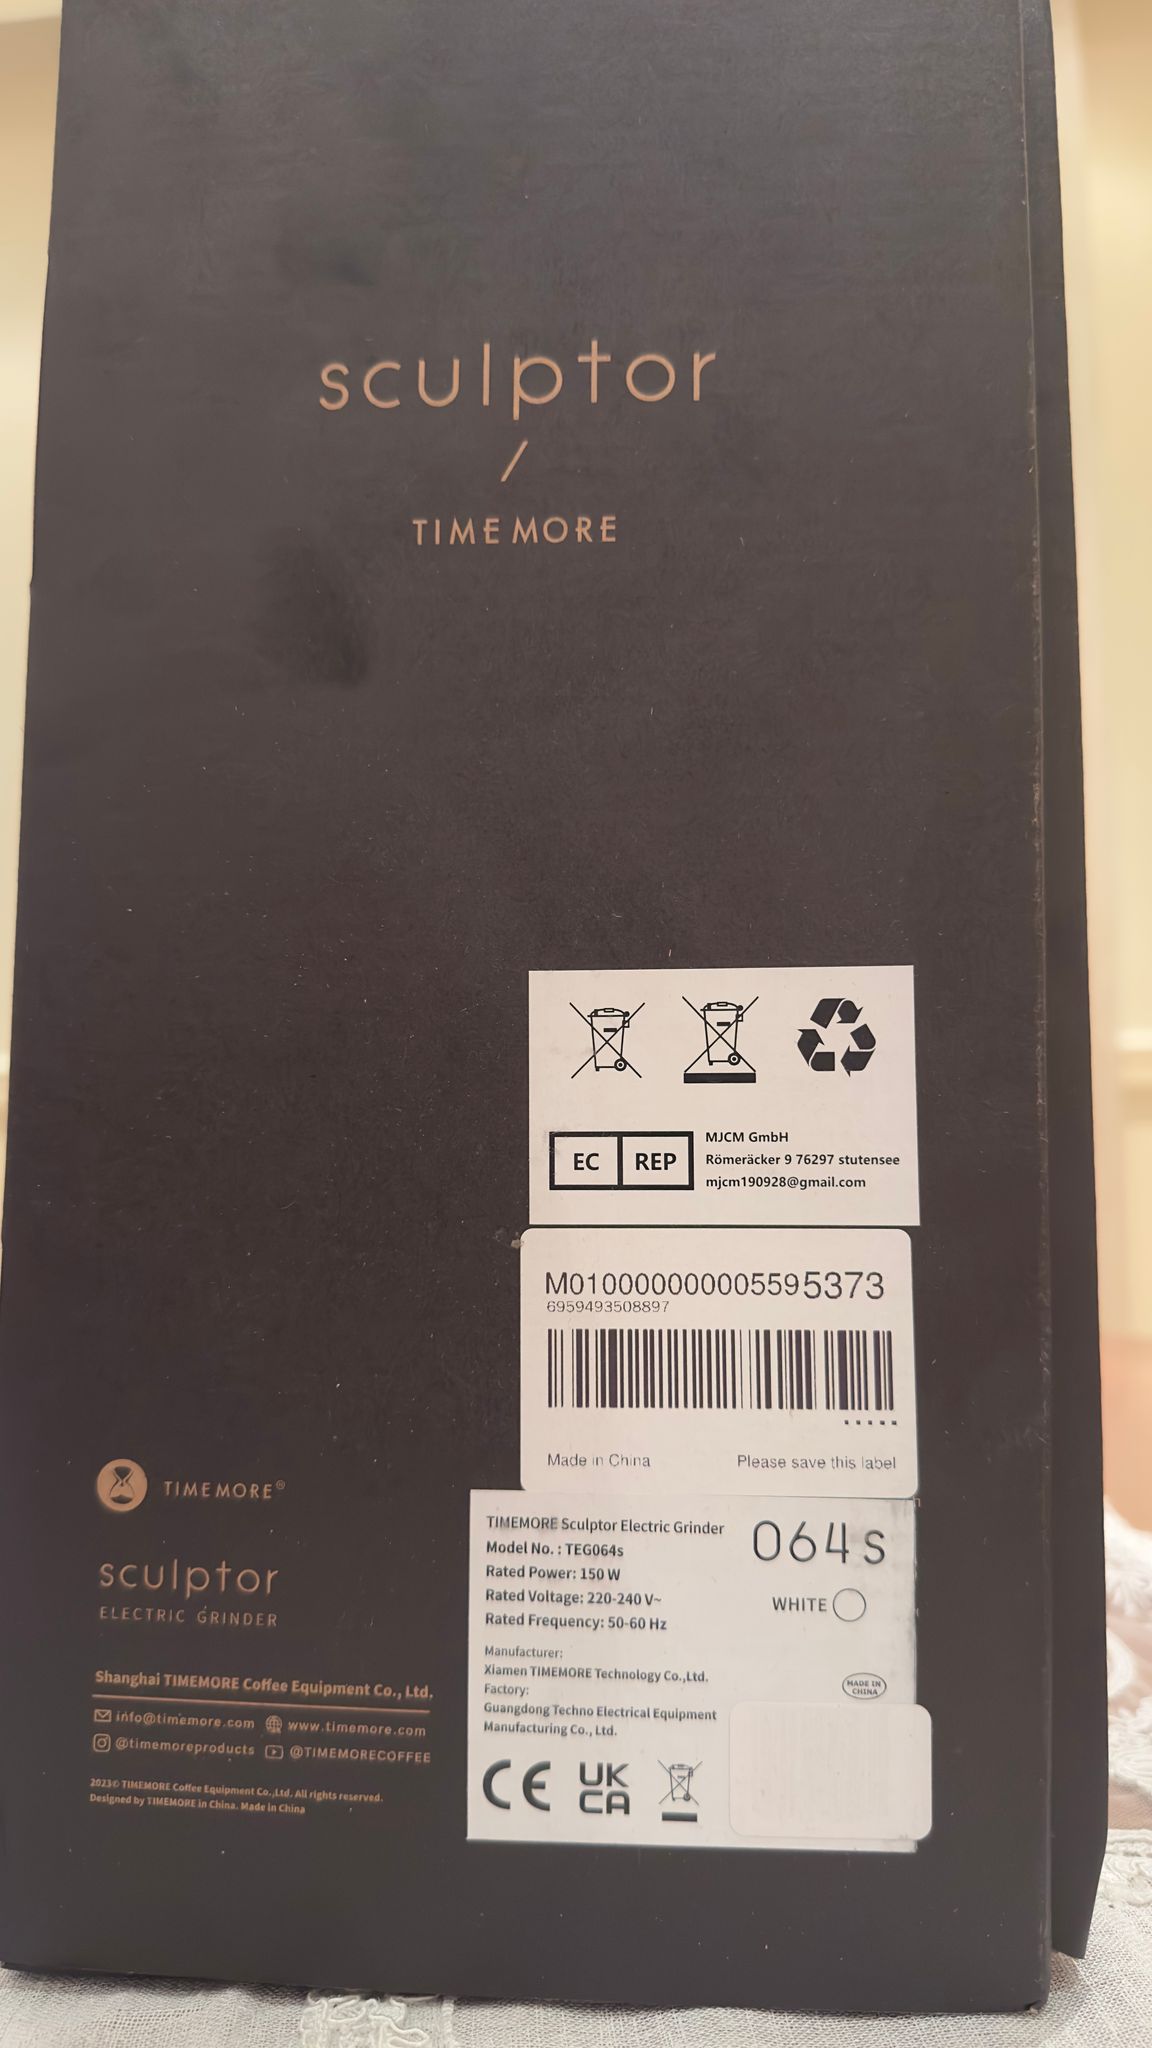 sculptor
/
TIMEMORE
EC REP
MJCM GmbH
Römeräcker 9 76297 stutensee
mjcm190928@gmail.com
M0100000000005595373
6959493508897
Made in China
Please save this label
TIMEMORE Sculptor Electric Grinder
Model No. : TEG064s
Rated Power: 150 W
Rated Voltage: 220-240 V~
Rated Frequency: 50-60 Hz
064s
WHITE
Manufacturer:
Xiamen TIMEMORE Technology Co.,Ltd.
Factory:
Guangdong Techno Electrical Equipment
Manufacturing Co., Ltd.
MADE IN
CHINA
CE
UK
CA
TIMEMORE®
sculptor
ELECTRIC GRINDER
Shanghai TIMEMORE Coffee Equipment Co., Ltd.
info@timemore.com www.timemore.com
@timemoreproducts @TIMEMORECOFFEE
2023© TIMEMORE Coffee Equipment Co.,Ltd. All rights reserved.
Designed by TIMEMORE in China. Made in China